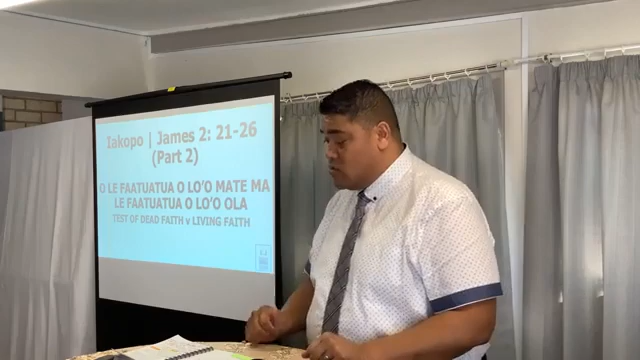 Iakopo | James 2: 21-26
(Part 2)
O LE FAATUATUA O LO'O MATE MA
LE FAATUATUA O LO'O OLA
TEST OF DEAD FAITH v LIVING FAITH